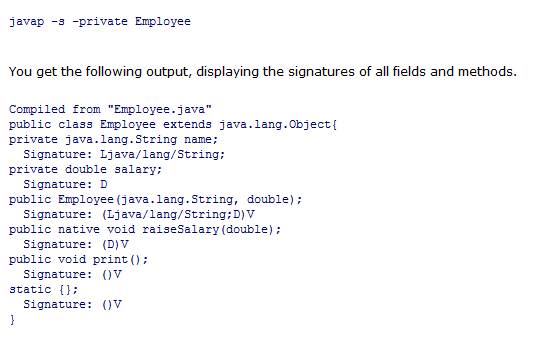 javap -s -private Employee
You get the following output, displaying the signatures of all fields and methods.
Compiled from "Employee.java"
public class Employee extends java.lang.Object{
private java.lang.String name;
  Signature: Ljava/lang/String;
private double salary;
  Signature: D
public Employee(java.lang.String, double);
  Signature: (Ljava/lang/String;D)V
public native void raiseSalary(double);
  Signature: (D)V
public void print();
  Signature: ()V
static {};
  Signature: ()V
}